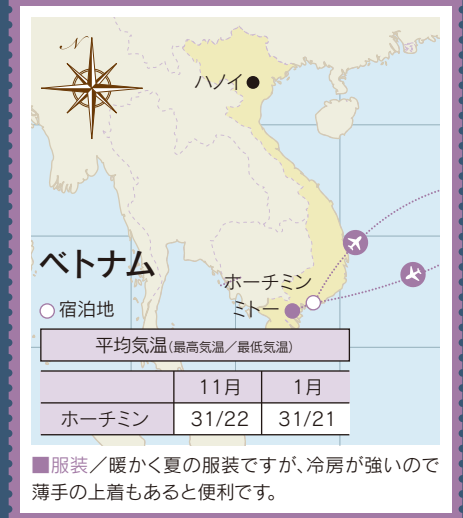 N
ハノイ
ベトナム
ホーチミン
ミトー
宿泊地
平均気温(最高気温／最低気温)
11月 1月
ホーチミン 31/22 31/21
■服装／暖かく夏の服装ですが、冷房が強いので
薄手の上着もあると便利です。